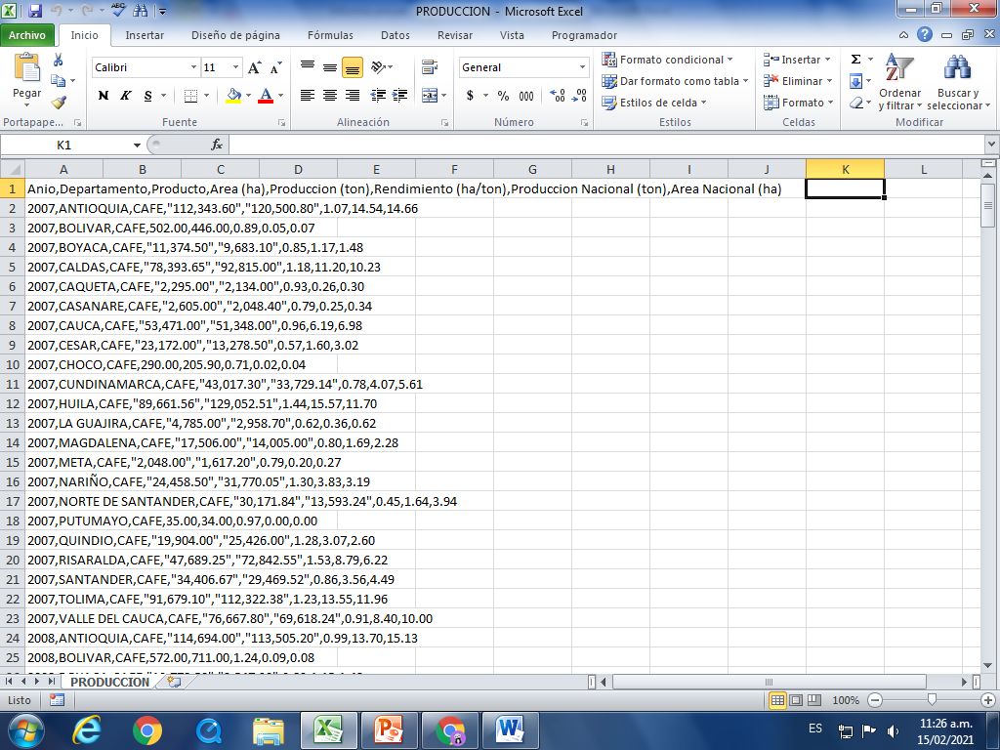 PRODUCCION - Microsoft Excel
Archivo Inicio Insertar Diseño de página Fórmulas Datos Revisar Vista Programador
Pegar
Calibri 11
N K S
General
$ % 000
Formato condicional
Dar formato como tabla
Estilos de celda
Insertar
Eliminar
Formato
Ordenar y filtrar
Buscar y seleccionar
Portapape... Fuente Alineación Número Estilos Celdas Modificar
K1 fx
A B C D E F G H I J K L
1 Anio,Departamento,Producto,Area (ha),Produccion (ton),Rendimiento (ha/ton),Produccion Nacional (ton),Area Nacional (ha)
2 2007,ANTIOQUIA,CAFE,"112,343.60","120,500.80",1.07,14.54,14.66
3 2007,BOLIVAR,CAFE,502.00,446.00,0.89,0.05,0.07
4 2007,BOYACA,CAFE,"11,374.50","9,683.10",0.85,1.17,1.48
5 2007,CALDAS,CAFE,"78,393.65","92,815.00",1.18,11.20,10.23
6 2007,CAQUETA,CAFE,"2,295.00","2,134.00",0.93,0.26,0.30
7 2007,CASANARE,CAFE,"2,605.00","2,048.40",0.79,0.25,0.34
8 2007,CAUCA,CAFE,"53,471.00","51,348.00",0.96,6.19,6.98
9 2007,CESAR,CAFE,"23,172.00","13,278.50",0.57,1.60,3.02
10 2007,CHOCO,CAFE,290.00,205.90,0.71,0.02,0.04
11 2007,CUNDINAMARCA,CAFE,"43,017.30","33,729.14",0.78,4.07,5.61
12 2007,HUILA,CAFE,"89,661.56","129,052.51",1.44,15.57,11.70
13 2007,LA GUAJIRA,CAFE,"4,785.00","2,958.70",0.62,0.36,0.62
14 2007,MAGDALENA,CAFE,"17,506.00","14,005.00",0.80,1.69,2.28
15 2007,META,CAFE,"2,048.00","1,617.20",0.79,0.20,0.27
16 2007,NARIÑO,CAFE,"24,458.50","31,770.05",1.30,3.83,3.19
17 2007,NORTE DE SANTANDER,CAFE,"30,171.84","13,593.24",0.45,1.64,3.94
18 2007,PUTUMAYO,CAFE,35.00,34.00,0.97,0.00,0.00
19 2007,QUINDIO,CAFE,"19,904.00","25,426.00",1.28,3.07,2.60
20 2007,RISARALDA,CAFE,"47,689.25","72,842.55",1.53,8.79,6.22
21 2007,SANTANDER,CAFE,"34,406.67","29,469.52",0.86,3.56,4.49
22 2007,TOLIMA,CAFE,"91,679.10","112,322.38",1.23,13.55,11.96
23 2007,VALLE DEL CAUCA,CAFE,"76,667.80","69,618.24",0.91,8.40,10.00
24 2008,ANTIOQUIA,CAFE,"114,694.00","113,505.20",0.99,13.70,15.13
25 2008,BOLIVAR,CAFE,572.00,711.00,1.24,0.09,0.08
PRODUCCION
Listo 100%
ES
11:26 a.m.
15/02/2021